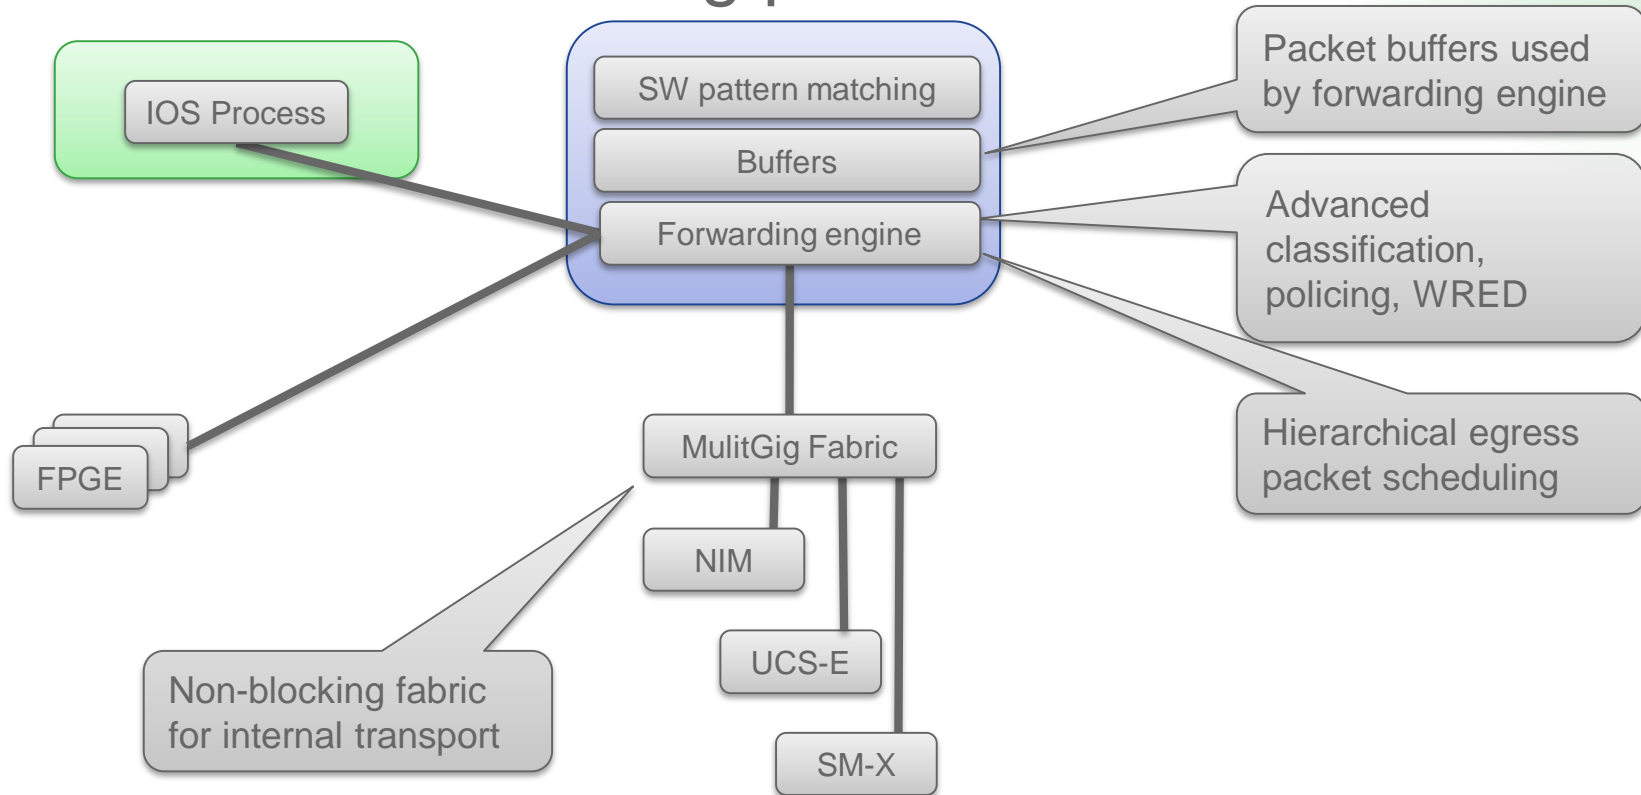 SW pattern matching
IOS Process
Buffers
Forwarding engine
Packet buffers used
by forwarding engine
Advanced
classification,
policing, WRED
Hierarchical egress
packet scheduling
FPGE
MulitGig Fabric
NIM
UCS-E
SM-X
Non-blocking fabric
for internal transport